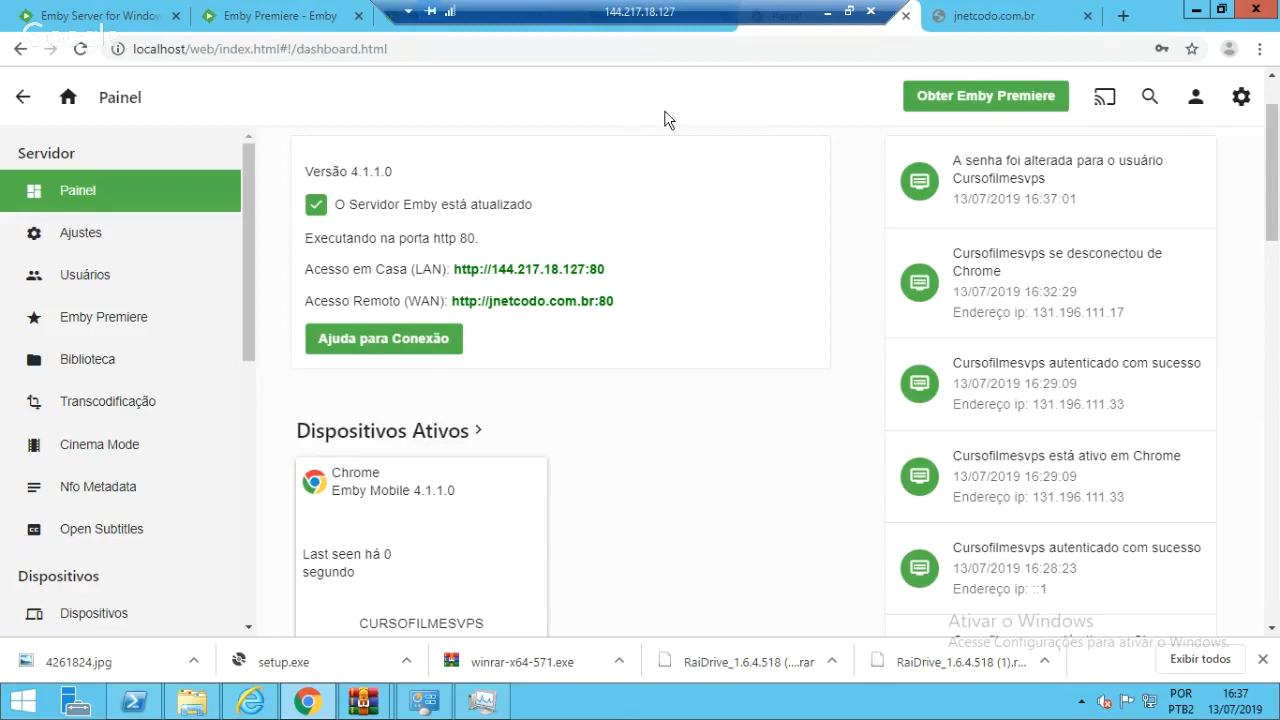 Emby Server for Window
Emby Premiere - Emby
144.217.18.127
Painel
jnetcodo.com.br
localhost/web/index.html#!/dashboard.html
Painel
Obter Emby Premiere
Servidor
Painel
Ajustes
Usuários
Emby Premiere
Biblioteca
Transcodificação
Cinema Mode
Nfo Metadata
Open Subtitles
Dispositivos
Dispositivos
Versão 4.1.1.0
O Servidor Emby está atualizado
Executando na porta http 80.
Acesso em Casa (LAN): http://144.217.18.127:80
Acesso Remoto (WAN): http://jnetcodo.com.br:80
Ajuda para Conexão
Dispositivos Ativos
Chrome
Emby Mobile 4.1.1.0
Last seen há 0
segundo
CURSOFILMESVPS
A senha foi alterada para o usuário
Cursofilmesvps
13/07/2019 16:37:01
Cursofilmesvps se desconectou de
Chrome
13/07/2019 16:32:29
Endereço ip: 131.196.111.17
Cursofilmesvps autenticado com sucesso
13/07/2019 16:29:09
Endereço ip: 131.196.111.33
Cursofilmesvps está ativo em Chrome
13/07/2019 16:29:09
Endereço ip: 131.196.111.33
Cursofilmesvps autenticado com sucesso
13/07/2019 16:28:23
Endereço ip: ::1
Ativar o Windows
Acesse Configurações para ativar o Windows.
4261824.jpg
setup.exe
winrar-x64-571.exe
RaiDrive_1.6.4.518 (....rar
RaiDrive_1.6.4.518 (1).r...
Exibir todos
POR
PTB2
16:37
13/07/2019